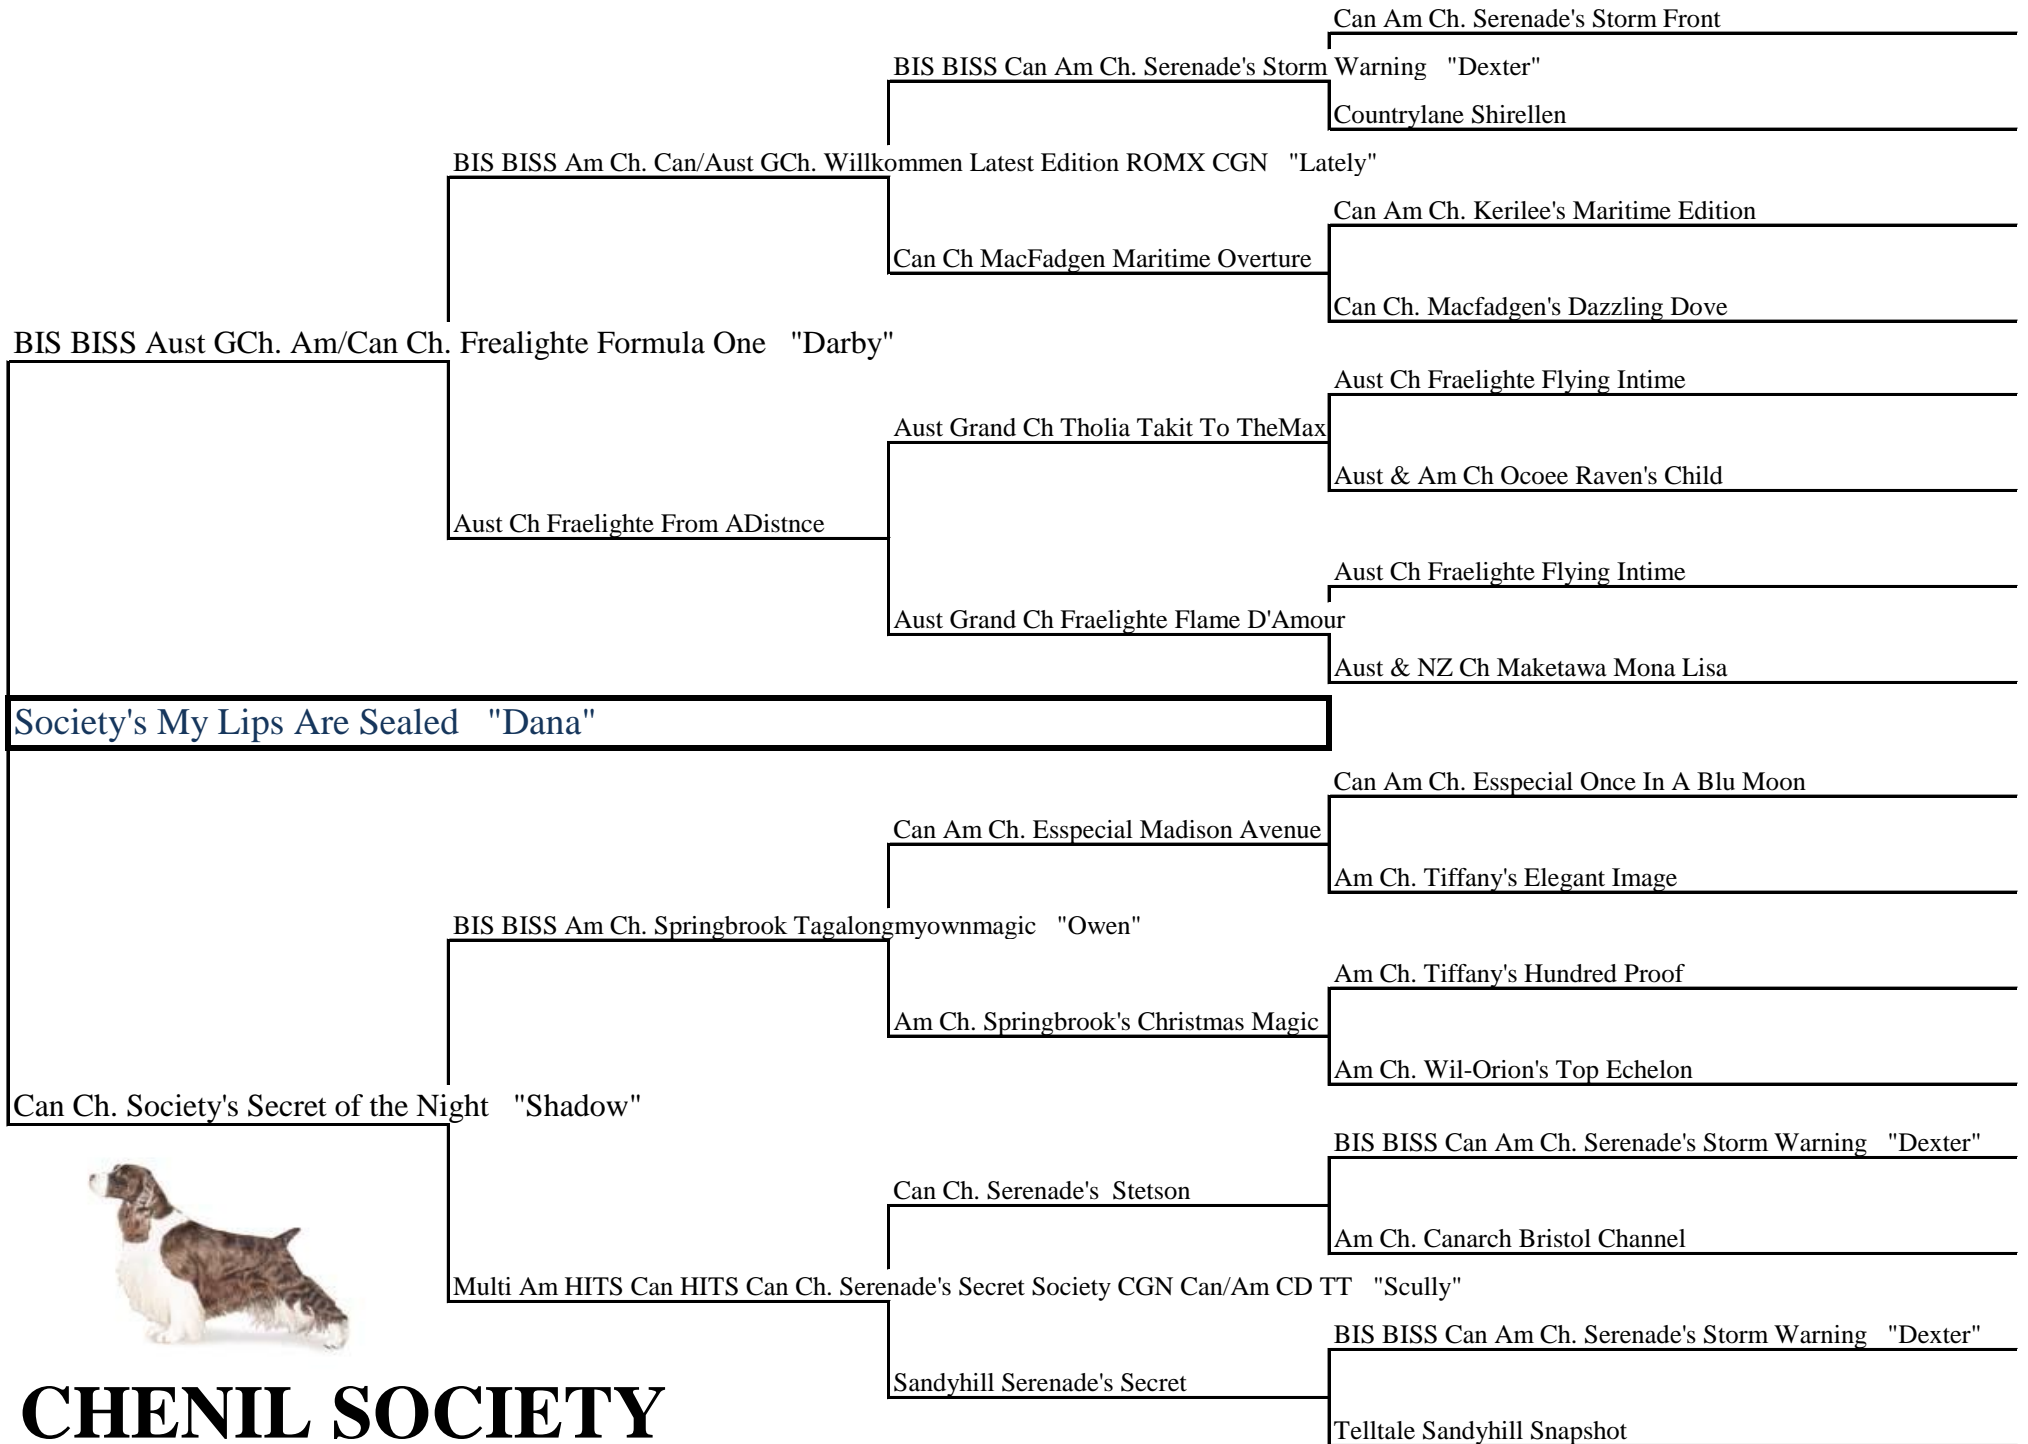 Can Am Ch. Serenade's Storm Front
BIS BISS Can Am Ch. Serenade's Storm Warning "Dexter"
Countrylane Shirellen
BIS BISS Am Ch. Can/Aust GCh. Willkommen Latest Edition ROMX CGN "Lately"
Can Am Ch. Kerilee's Maritime Edition
Can Ch MacFadgen Maritime Overture
Can Ch. Macfadgen's Dazzling Dove
BIS BISS Aust GCh. Am/Can Ch. Frealighte Formula One "Darby"
Aust Ch Fraelighte Flying Intime
Aust Grand Ch Tholia Takit To TheMax
Aust & Am Ch Ocoee Raven's Child
Aust Ch Fraelighte From ADistnce
Aust Ch Fraelighte Flying Intime
Aust Grand Ch Fraelighte Flame D'Amour
Aust & NZ Ch Maketawa Mona Lisa
Society's My Lips Are Sealed "Dana"
Can Am Ch. Esspecial Once In A Blu Moon
Can Am Ch. Esspecial Madison Avenue
Am Ch. Tiffany's Elegant Image
BIS BISS Am Ch. Springbrook Tagalongmyownmagic "Owen"
Am Ch. Tiffany's Hundred Proof
Am Ch. Springbrook's Christmas Magic
Am Ch. Wil-Orion's Top Echelon
Can Ch. Society's Secret of the Night "Shadow"
BIS BISS Can Am Ch. Serenade's Storm Warning "Dexter"
Can Ch. Serenade's Stetson
Am Ch. Canarch Bristol Channel
Multi Am HITS Can HITS Can Ch. Serenade's Secret Society CGN Can/Am CD TT "Scully"
BIS BISS Can Am Ch. Serenade's Storm Warning "Dexter"
Sandyhill Serenade's Secret
Telltale Sandyhill Snapshot
CHENIL SOCIETY